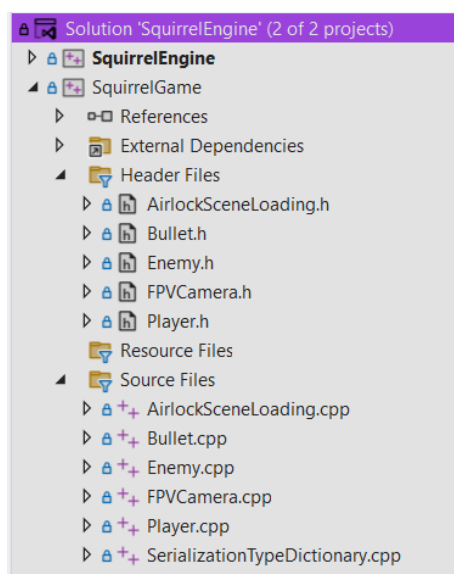 Solution 'SquirrelEngine' (2 of 2 projects)
SquirrelEngine
SquirrelGame
References
External Dependencies
Header Files
AirlockSceneLoading.h
Bullet.h
Enemy.h
FPVCamera.h
Player.h
Resource Files
Source Files
AirlockSceneLoading.cpp
Bullet.cpp
Enemy.cpp
FPVCamera.cpp
Player.cpp
SerializationTypeDictionary.cpp